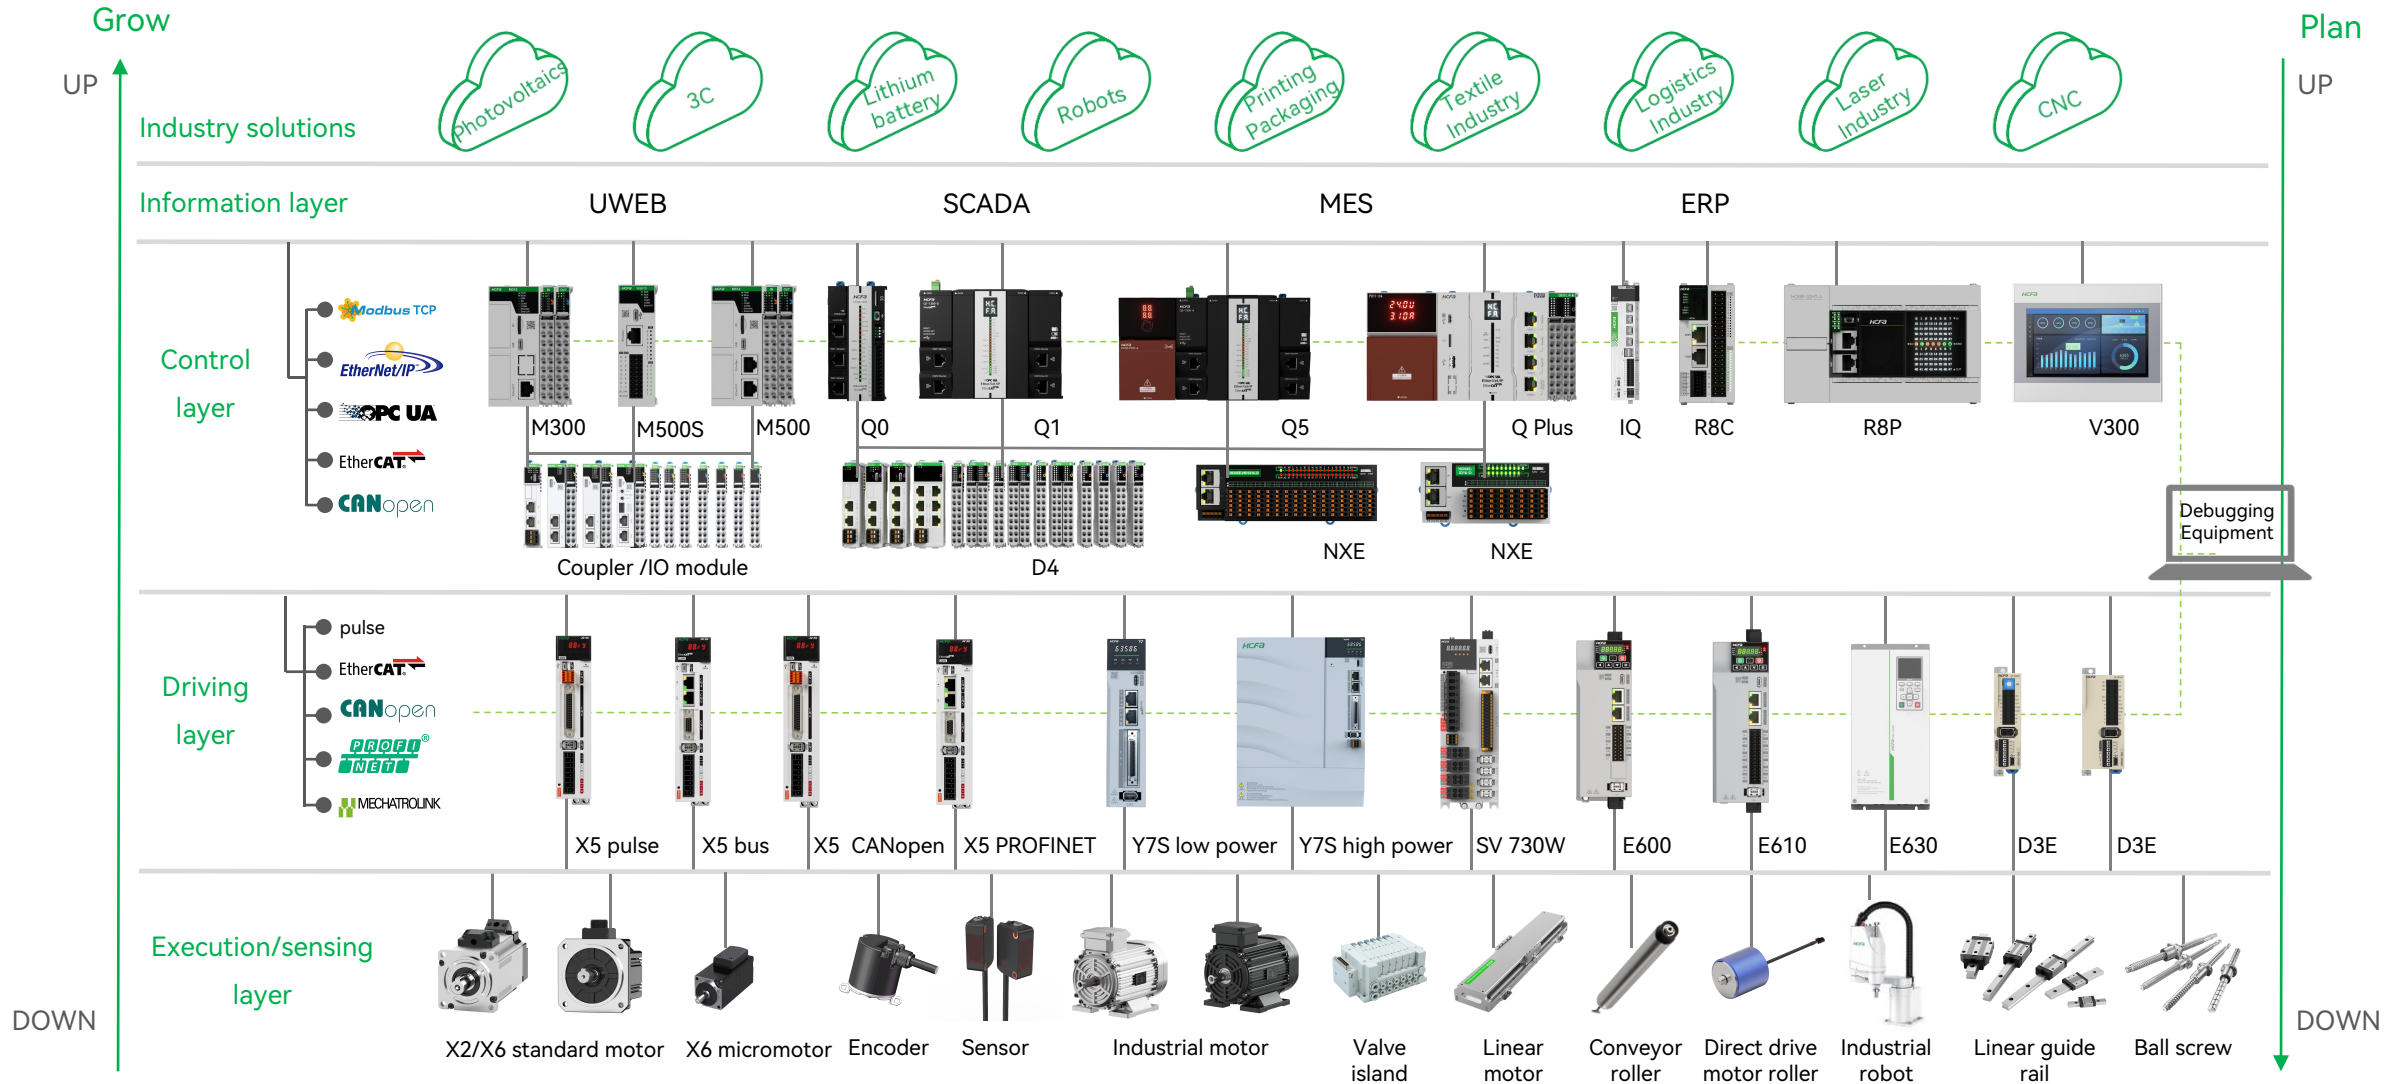 Grow
Plan
UP
UP
Industry solutions
Photovoltaics
3C
Lithium
battery
Robots
Printing
Packaging
Textile
Industry
Logistics
Industry
Laser
Industry
CNC
Information layer
UWEB
SCADA
MES
ERP
Control
layer
Modbus TCP
EtherNet/IP
OPC UA
EtherCAT
CANopen
M300
M500S
M500
Q0
Q1
Q5
Q Plus
IQ
R8C
R8P
V300
Coupler /IO module
D4
NXE
NXE
Debugging
Equipment
Driving
layer
pulse
EtherCAT
CANopen
PROFI
NET
MECHATROLINK
HCFA
X5 pulse
X5 bus
X5 CANopen
X5 PROFINET
Y7S low power
Y7S high power
SV 730W
E600
E610
E630
D3E
D3E
Execution/sensing
layer
X2/X6 standard motor
X6 micromotor
Encoder
Sensor
Industrial motor
Valve
island
Linear
motor
Conveyor
roller
Direct drive
motor roller
Industrial
robot
Linear guide
rail
Ball screw
DOWN
DOWN